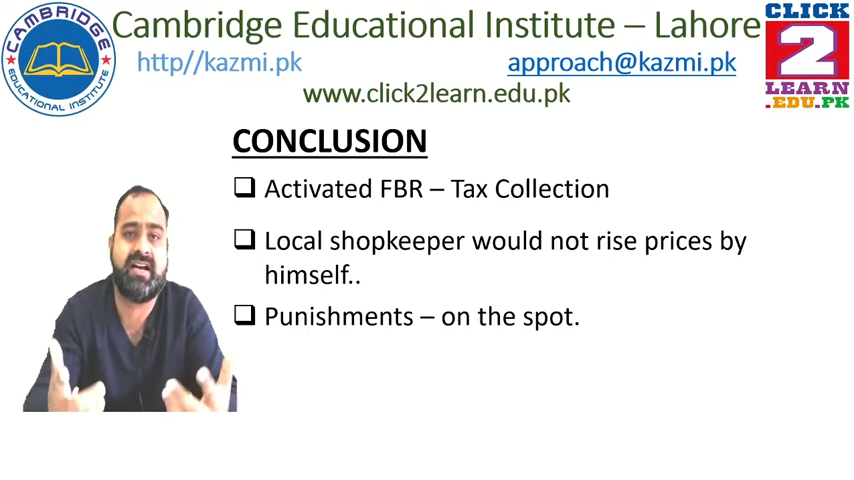 CAMBRIDGE
EDUCATIONAL INSTITUTE
Cambridge Educational Institute – Lahore
http//kazmi.pk
approach@kazmi.pk
www.click2learn.edu.pk
CLICK
2
LEARN
.EDU.PK
CONCLUSION
Activated FBR – Tax Collection
Local shopkeeper would not rise prices by
himself..
Punishments – on the spot.